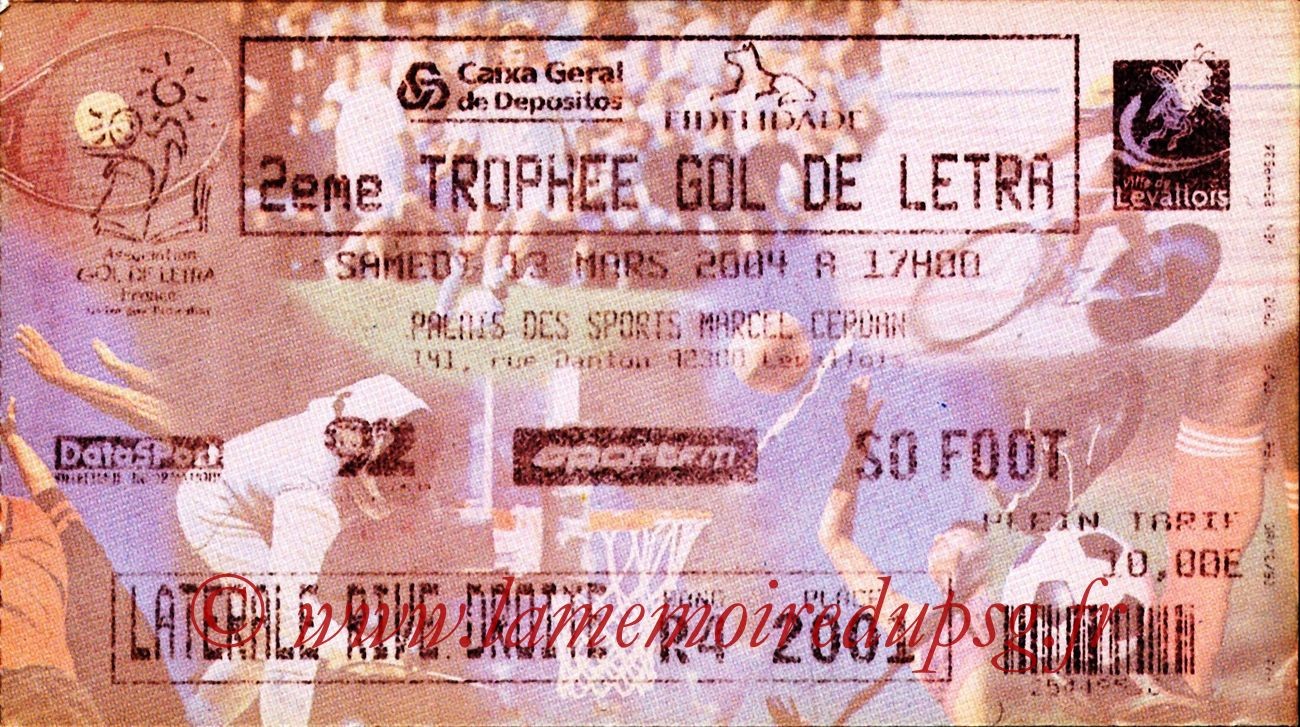 Caixa Geral
de Depositos
FIDELIDADE
2eme TROPHEE GOL DE LETRA
Ville de
Levallois
Association
GOL DE LETRA
France
SAMEDI 13 MARS 2004 A 17H00
PALAIS DES SPORTS MARCEL CERDAN
141, rue Danton 92300 Levallois
DataSport
92
sportfm
SO FOOT
PLEIN TARIF
10,00E
LATERALE RIVE DROITE
RANG PLACE
R4 2001
© www.lamemoiredupsg.fr